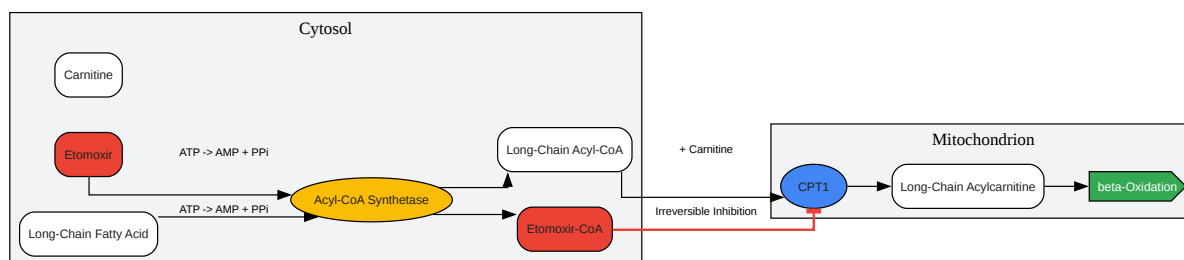 Cytosol
Carnitine
Etomoxir
ATP -> AMP + PPi
Long-Chain Acyl-CoA
+ Carnitine
Mitochondrion
CPT1
Long-Chain Acylcarnitine
beta-Oxidation
Acyl-CoA Synthetase
ATP -> AMP + PPi
Irreversible Inhibition
Long-Chain Fatty Acid
Etomoxir-CoA